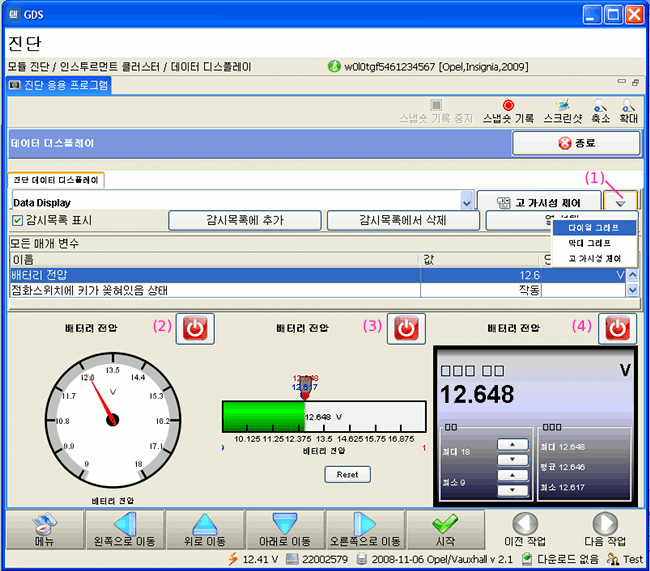 GM GDS
진단
모듈 진단 / 인스투르먼트 클러스터 / 데이터 디스플레이 w0l0tgf5461234567 [Opel,Insignia,2009]
진단 응용 프로그램
스냅숏 기록 중지 스냅숏 기록 스크린샷 축소 확대
데이터 디스플레이 종료
진단 데이터 디스플레이 (1)
Data Display 고 가시성 제어
감시목록 표시 감시목록에 추가 감시목록에서 삭제
다이얼 그래프
막대 그래프
고 가시성 제어
모든 매개 변수
이름 값
배터리 전압 12.6 V
점화스위치에 키가 꽂혀있음 상태 작동
배터리 전압 (2) 배터리 전압 (3) 배터리 전압 (4)
9 9.9 10.8 11.7 12.6 13.5 14.4 15.3 16.2 17.1 18
V
배터리 전압
12.648
12.617
12.648 V
10.125 11.25 12.375 13.5 14.625 15.75 16.875
배터리 전압
Reset
V
12.648
최대 18
최소 9
최대 12.648
평균 12.646
최소 12.617
메뉴 왼쪽으로 이동 위로 이동 아래로 이동 오른쪽으로 이동 시작 이전 작업 다음 작업
12.41 V 22002579 2008-11-06 Opel/Vauxhall v 2.1 다운로드 없음 Test